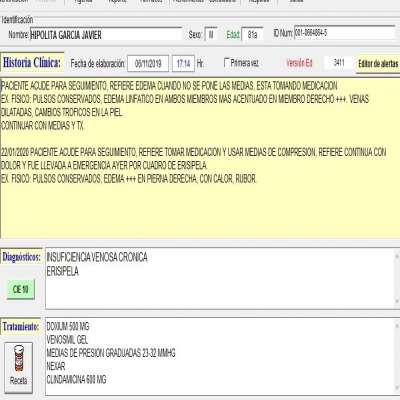 Agenda
Identificación
Nombre: HIPOLITA GARCIA JAVIER Sexo: M Edad: 81a ID Num: 001-0664864-5
Historia Clínica: Fecha de elaboración: 06/11/2019 17:14 Hr. Primera vez Versión Ed: 3411 Editor de alertas
PACIENTE ACUDE PARA SEGUIMIENTO, REFIERE EDEMA CUANDO NO SE PONE LAS MEDIAS, ESTA TOMANDO MEDICACION
EX. FISICO: PULSOS CONSERVADOS, EDEMA LINFATICO EN AMBOS MIEMBROS MAS ACENTUADO EN MIEMBRO DERECHO +++. VENAS
DILATADAS, CAMBIOS TROFICOS EN LA PIEL.
CONTINUAR CON MEDIAS Y TX.
22/01/2020 PACIENTE ACUDE PARA SEGUIMIENTO, REFIERE TOMAR MEDICACION Y USAR MEDIAS DE COMPRESION, REFIERE CONTINUA CON
DOLOR Y FUE LLEVADA A EMERGENCIA AYER POR CUADRO DE ERISIPELA.
EX. FISICO: PULSOS CONSERVADOS, EDEMA +++ EN PIERNA DERECHA, CON CALOR, RUBOR.
Diagnósticos:
INSUFICIENCIA VENOSA CRONICA
ERISIPELA
CIE 10
Tratamiento:
DOXIUM 500 MG
VENOSMIL GEL
MEDIAS DE PRESION GRADUADAS 23-32 MMHG
NEXAR
CLINDAMICINA 600 MG
Receta